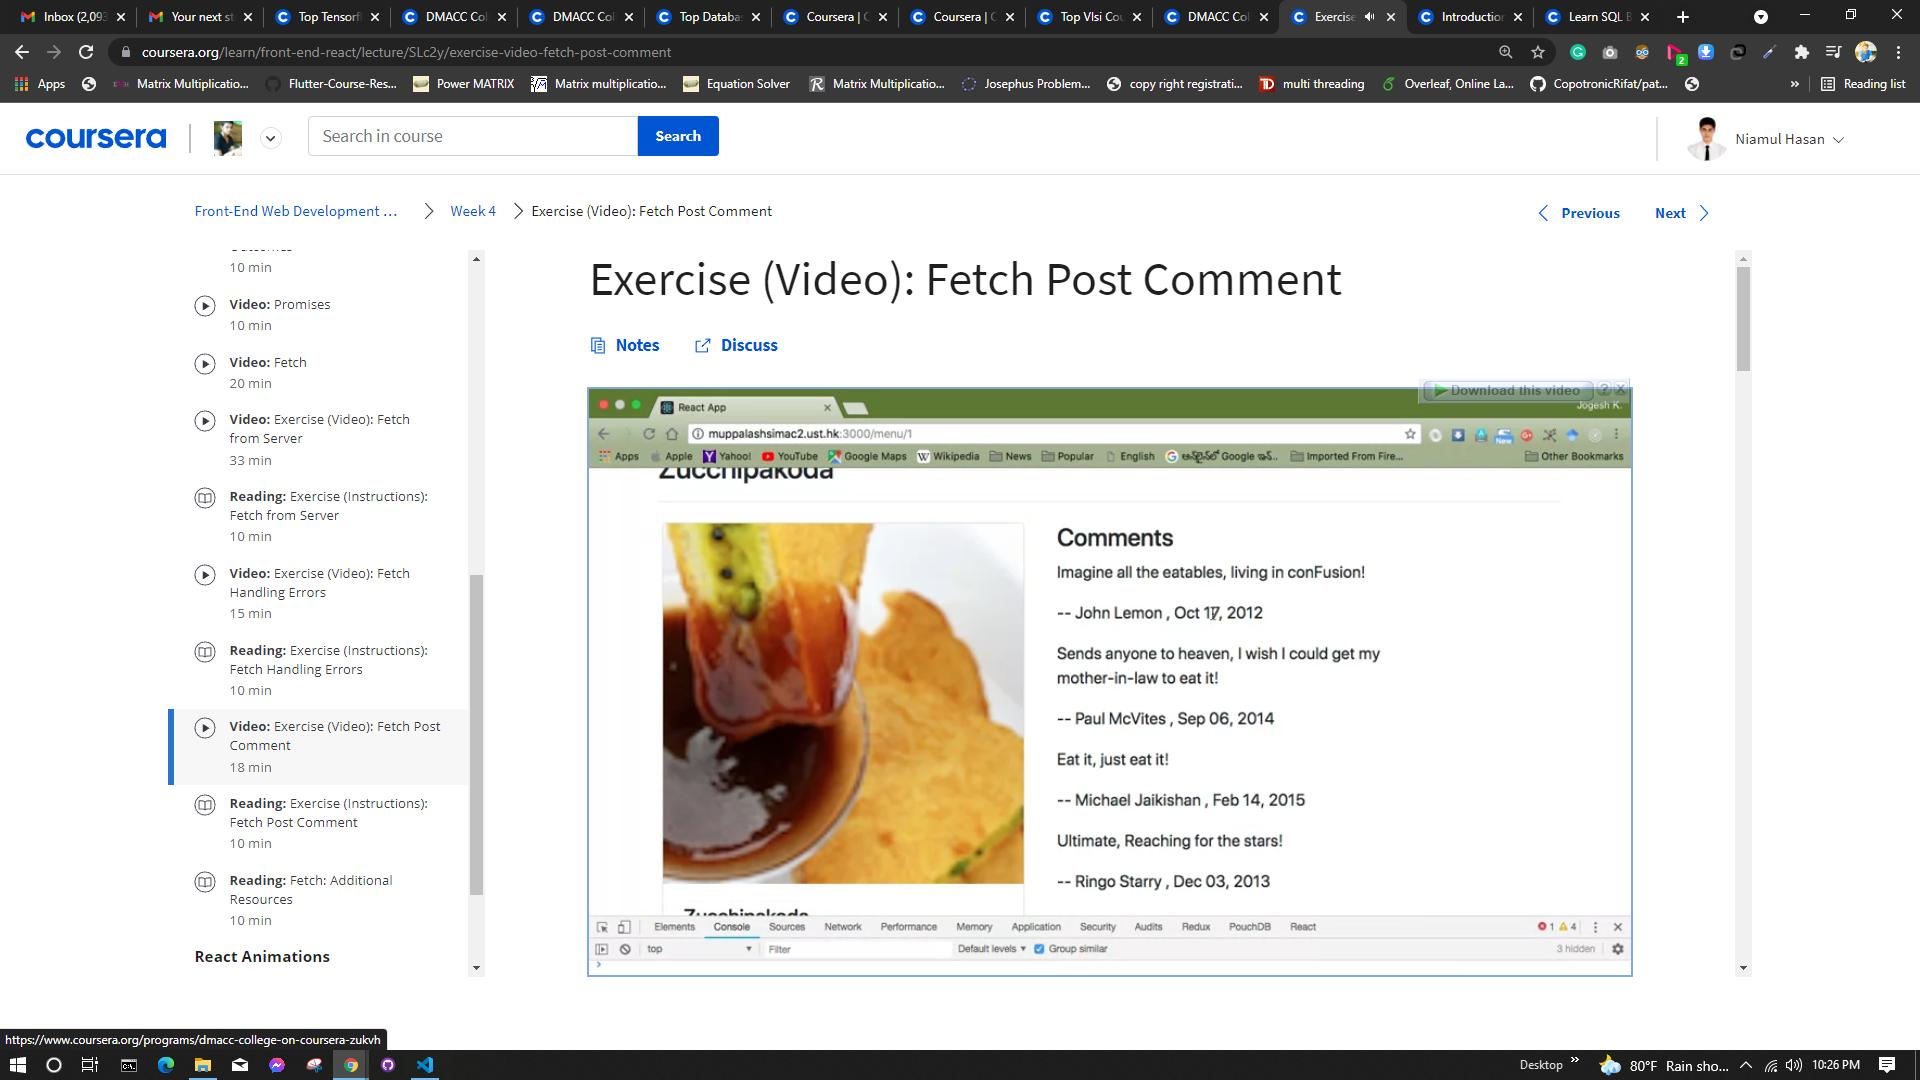 Inbox (2,093
Your next st
Top Tensorfl
DMACC Col
DMACC Col
Top Databa
Coursera | C
Coursera | C
Top Vlsi Cou
DMACC Col
Exercise
Introduction
Learn SQL B
coursera.org/learn/front-end-react/lecture/SLc2y/exercise-video-fetch-post-comment
Apps
Matrix Multiplicatio...
Flutter-Course-Res...
Power MATRIX
Matrix multiplicatio...
Equation Solver
Matrix Multiplicatio...
Josephus Problem...
copy right registrati...
multi threading
Overleaf, Online La...
CopotronicRifat/pat...
»
Reading list
coursera
Search in course
Search
Niamul Hasan
Front-End Web Development ...
Week 4
Exercise (Video): Fetch Post Comment
Previous
Next
10 min
Video: Promises
10 min
Video: Fetch
20 min
Video: Exercise (Video): Fetch
from Server
33 min
Reading: Exercise (Instructions):
Fetch from Server
10 min
Video: Exercise (Video): Fetch
Handling Errors
15 min
Reading: Exercise (Instructions):
Fetch Handling Errors
10 min
Video: Exercise (Video): Fetch Post
Comment
18 min
Reading: Exercise (Instructions):
Fetch Post Comment
10 min
Reading: Fetch: Additional
Resources
10 min
React Animations
Exercise (Video): Fetch Post Comment
Notes
Discuss
Download this video
React App
Jogesh K.
muppalashsimac2.ust.hk:3000/menu/1
Apps
Apple
Yahoo!
YouTube
Google Maps
Wikipedia
News
Popular
English
Imported From Fire...
Other Bookmarks
Zucchipakoda
Comments
Imagine all the eatables, living in conFusion!
-- John Lemon , Oct 17, 2012
Sends anyone to heaven, I wish I could get my
mother-in-law to eat it!
-- Paul McVites , Sep 06, 2014
Eat it, just eat it!
-- Michael Jaikishan , Feb 14, 2015
Ultimate, Reaching for the stars!
-- Ringo Starry , Dec 03, 2013
Zucchipakoda
Elements
Console
Sources
Network
Performance
Memory
Application
Security
Audits
Redux
PouchDB
React
1
4
top
Filter
Default levels
Group similar
3 hidden
https://www.coursera.org/programs/dmacc-college-on-coursera-zukvh
Desktop
80°F Rain sho...
10:26 PM